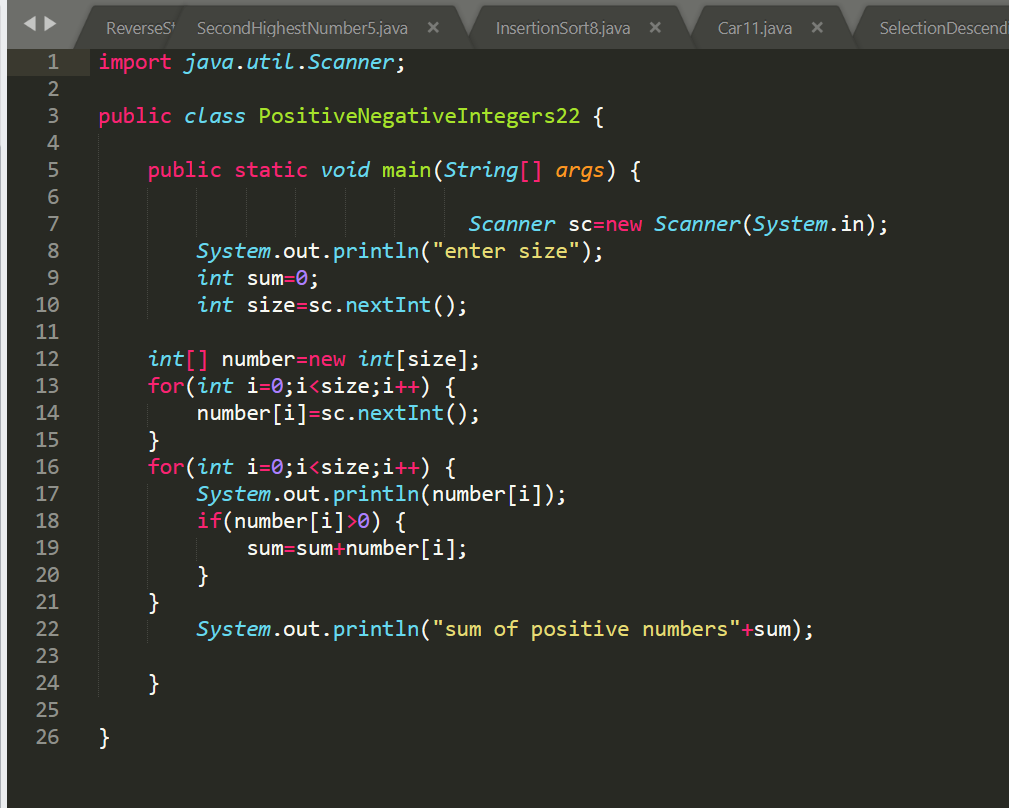 ReverseSt SecondHighestNumber5.java × InsertionSort8.java × Car11.java × SelectionDescendi
1 import java.util.Scanner;
2
3 public class PositiveNegativeIntegers22 {
4
5 public static void main(String[] args) {
6
7 Scanner sc=new Scanner(System.in);
8 System.out.println("enter size");
9 int sum=0;
10 int size=sc.nextInt();
11
12 int[] number=new int[size];
13 for(int i=0;i<size;i++) {
14 number[i]=sc.nextInt();
15 }
16 for(int i=0;i<size;i++) {
17 System.out.println(number[i]);
18 if(number[i]>0) {
19 sum=sum+number[i];
20 }
21 }
22 System.out.println("sum of positive numbers"+sum);
23
24 }
25
26 }